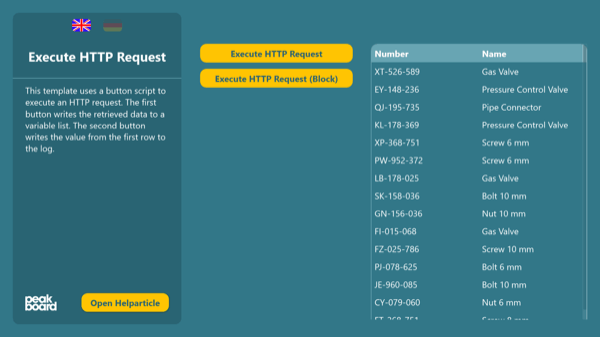 Execute HTTP Request
This template uses a button script to
execute an HTTP request. The first
button writes the retrieved data to a
variable list. The second button
writes the value from the first row to
the log.
peak
board
Open Helparticle
Execute HTTP Request
Execute HTTP Request (Block)
Number Name
XT-526-589 Gas Valve
EY-148-236 Pressure Control Valve
QJ-195-735 Pipe Connector
KL-178-369 Pressure Control Valve
XP-368-751 Screw 6 mm
PW-952-372 Screw 6 mm
LB-178-025 Gas Valve
SK-158-036 Bolt 10 mm
GN-156-036 Nut 10 mm
FI-015-068 Gas Valve
FZ-025-786 Screw 10 mm
PJ-078-625 Bolt 6 mm
JE-960-085 Bolt 10 mm
CY-079-060 Nut 6 mm